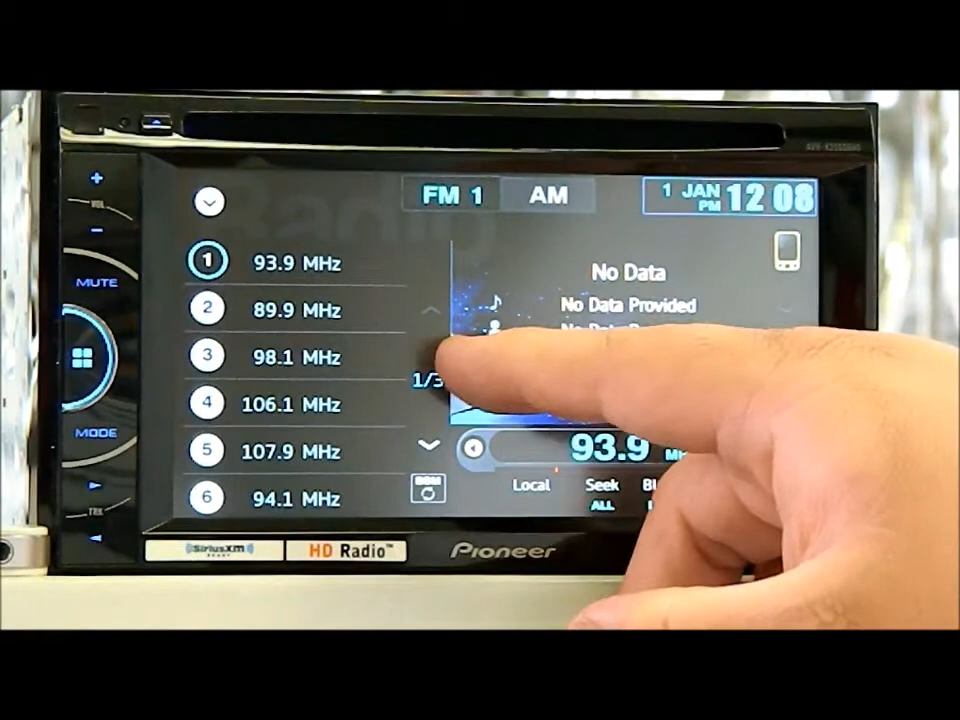 +
VOL
-
MUTE
MODE
TRK
FM 1 AM
1 JAN
PM 12 08
1 93.9 MHz
2 89.9 MHz
3 98.1 MHz
4 106.1 MHz
5 107.9 MHz
6 94.1 MHz
1/3
No Data
No Data Provided
93.9
Local Seek
ALL
SiriusXM
READY
HD Radio™
Pioneer